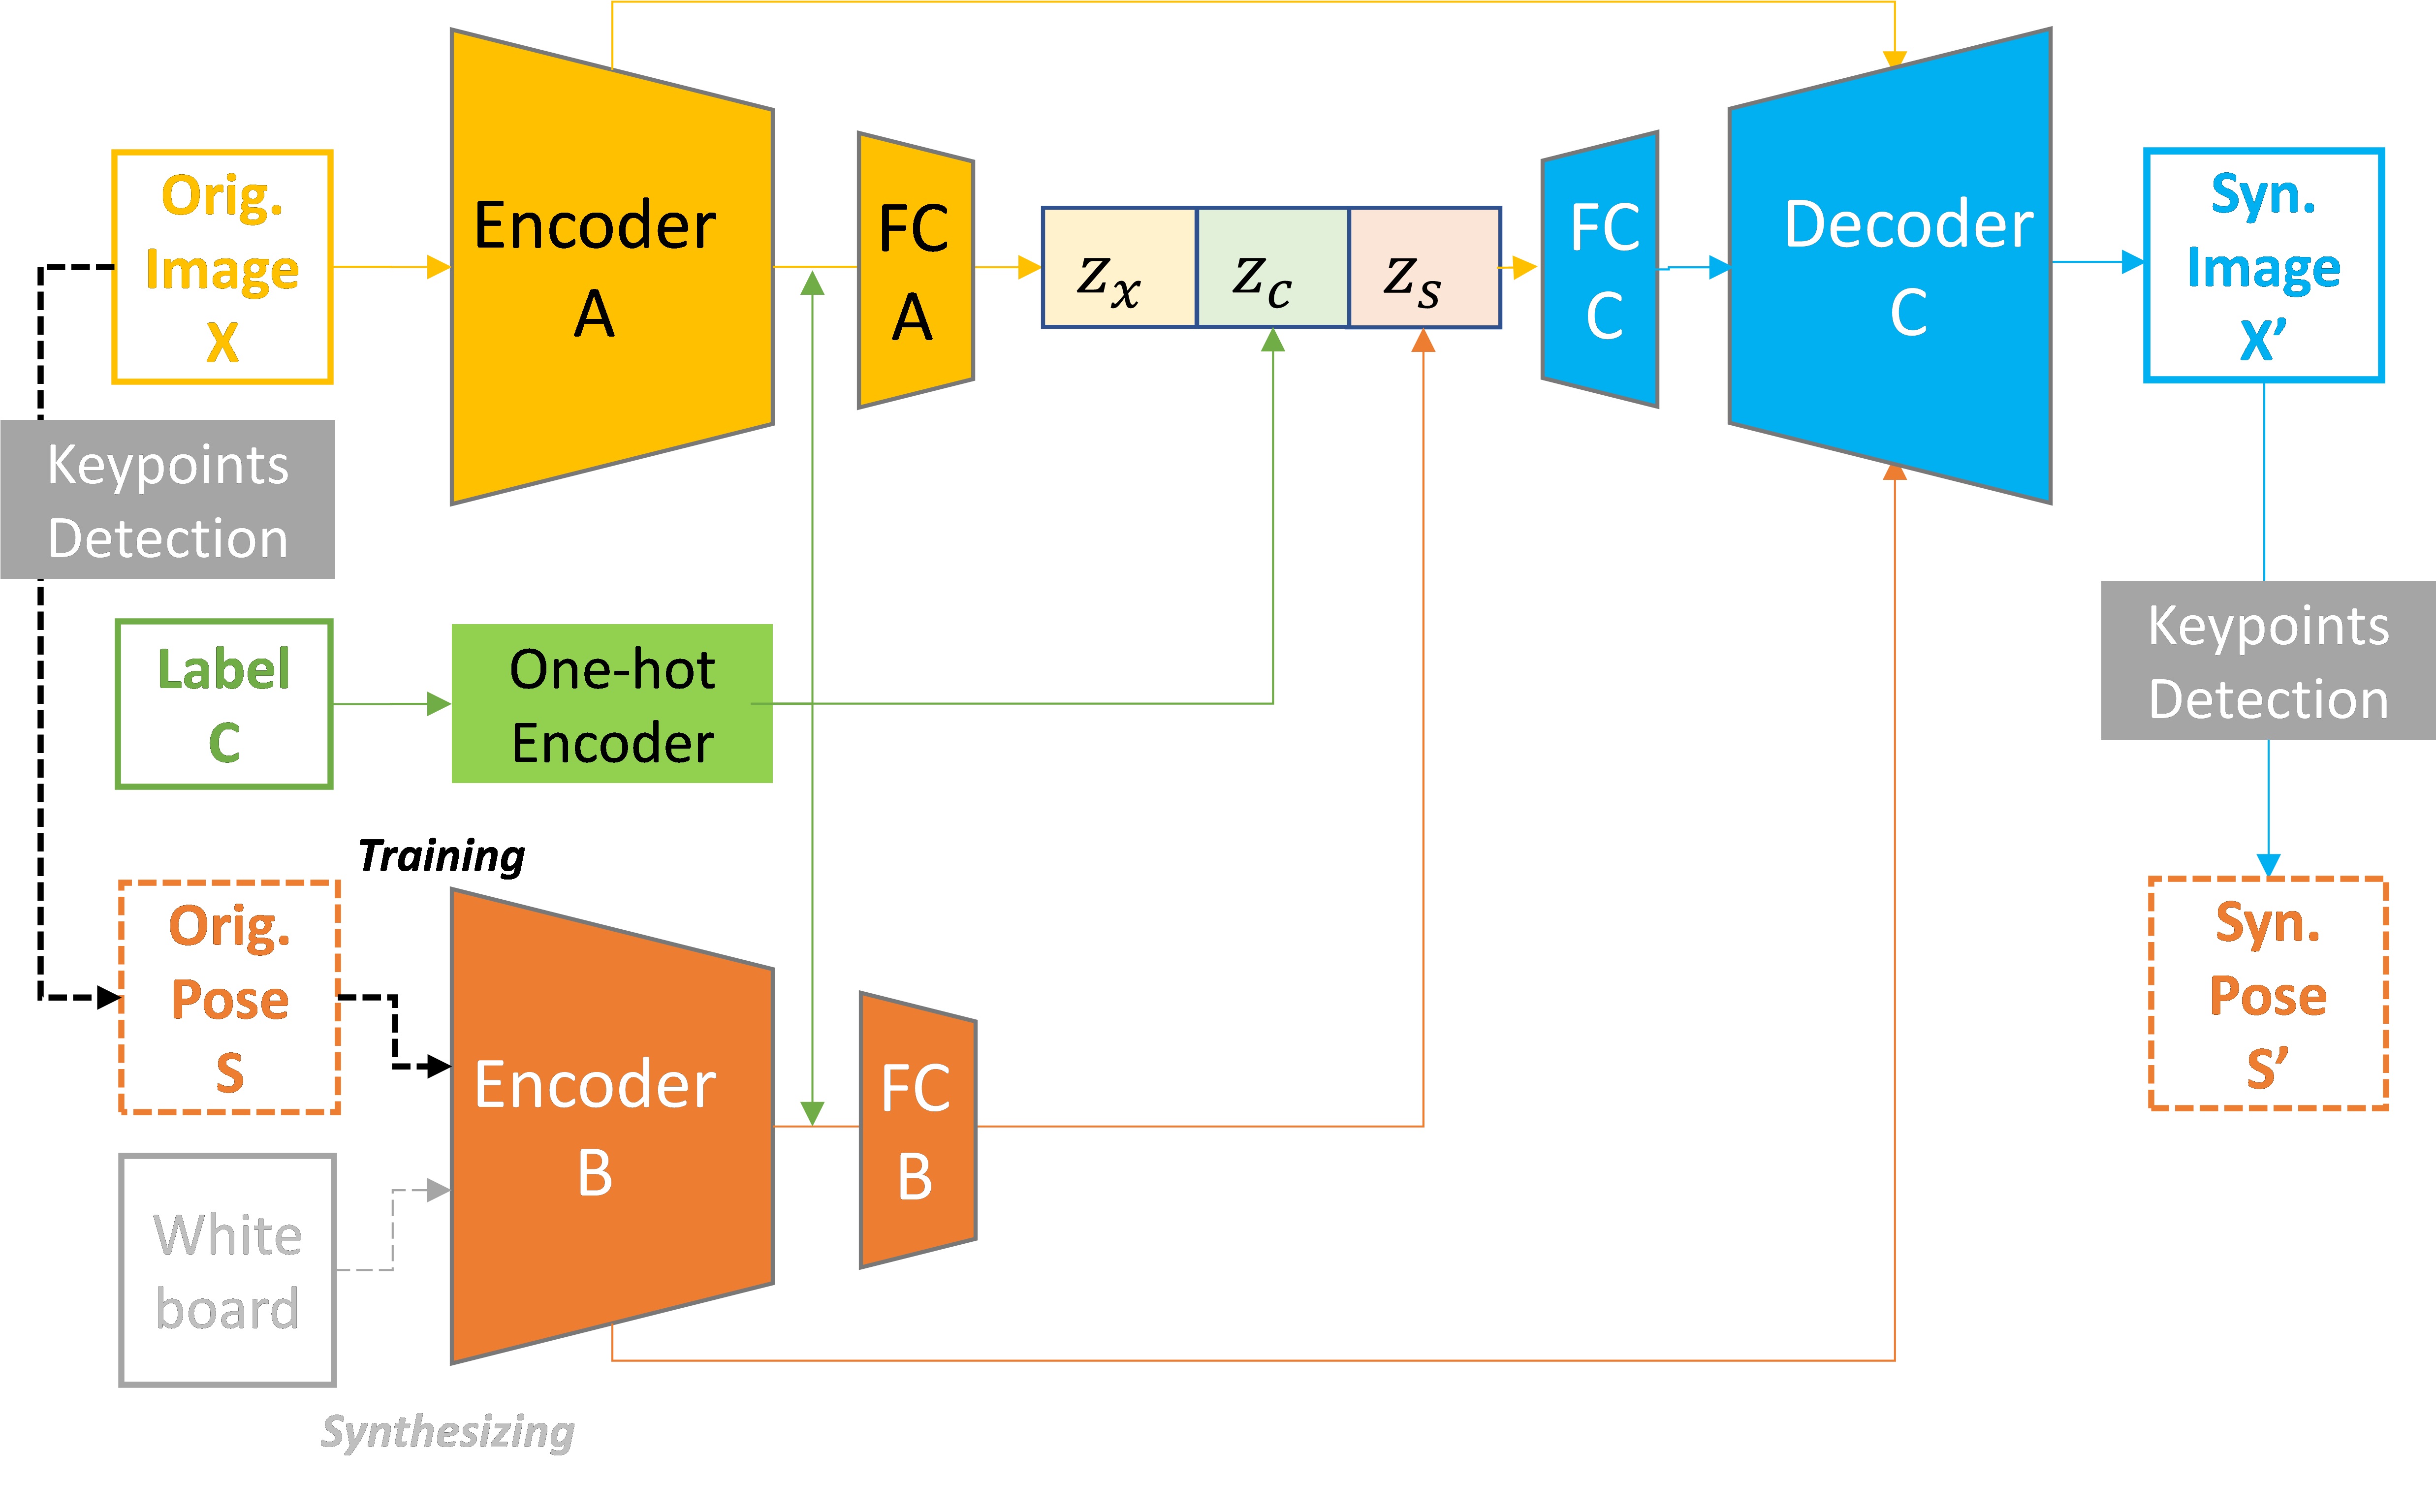 Orig.
Image
X
Encoder
A
FC
A
z_x
z_c
z_s
FC
C
Decoder
C
Syn.
Image
X’
Keypoints
Detection
Label
C
One-hot
Encoder
Keypoints
Detection
Training
Orig.
Pose
S
Encoder
B
FC
B
Syn.
Pose
S’
White
board
Synthesizing